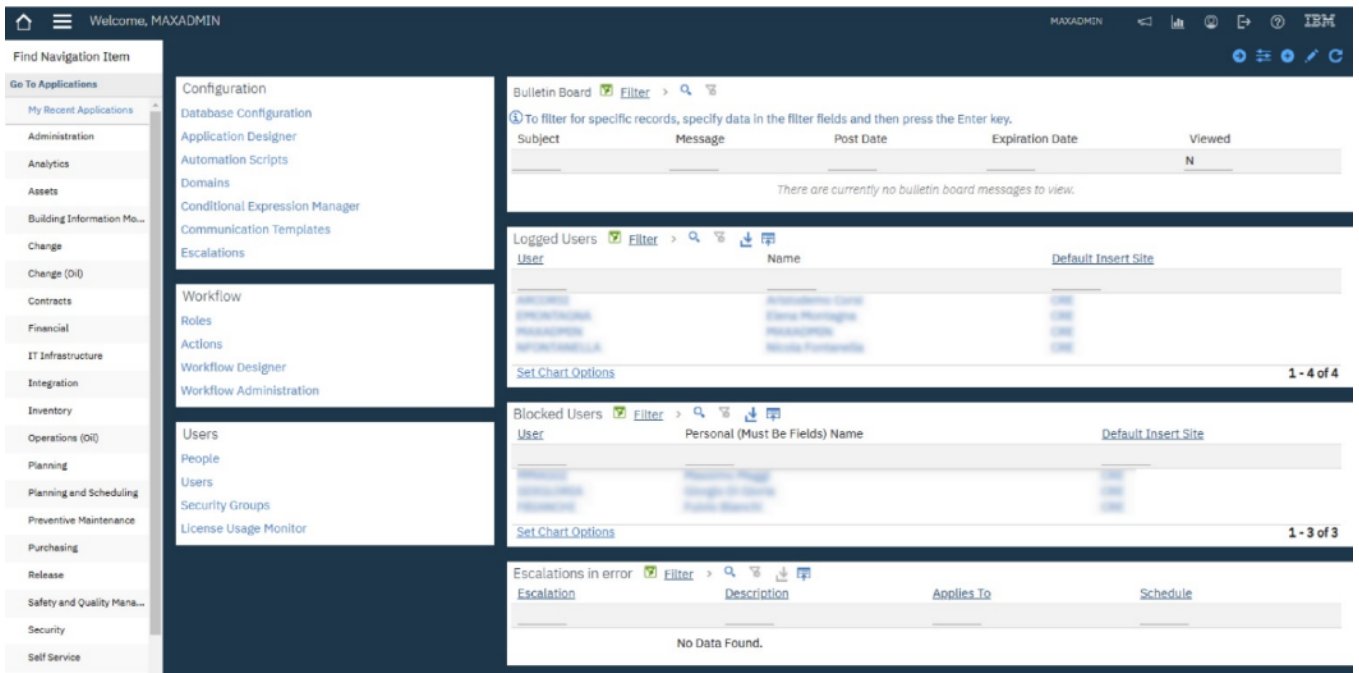 Welcome, MAXADMIN
MAXADMIN
IBM
Find Navigation Item
Go To Applications
My Recent Applications
Administration
Analytics
Assets
Building Information Mo...
Change
Change (Oil)
Contracts
Financial
IT Infrastructure
Integration
Inventory
Operations (Oil)
Planning
Planning and Scheduling
Preventive Maintenance
Purchasing
Release
Safety and Quality Mana...
Security
Self Service
Configuration
Database Configuration
Application Designer
Automation Scripts
Domains
Conditional Expression Manager
Communication Templates
Escalations
Workflow
Roles
Actions
Workflow Designer
Workflow Administration
Users
People
Users
Security Groups
License Usage Monitor
Bulletin Board Filter
To filter for specific records, specify data in the filter fields and then press the Enter key.
Subject Message Post Date Expiration Date Viewed
N
There are currently no bulletin board messages to view.
Logged Users Filter
User Name Default Insert Site
Set Chart Options 1 - 4 of 4
Blocked Users Filter
User Personal (Must Be Fields) Name Default Insert Site
Set Chart Options 1 - 3 of 3
Escalations in error Filter
Escalation Description Applies To Schedule
No Data Found.